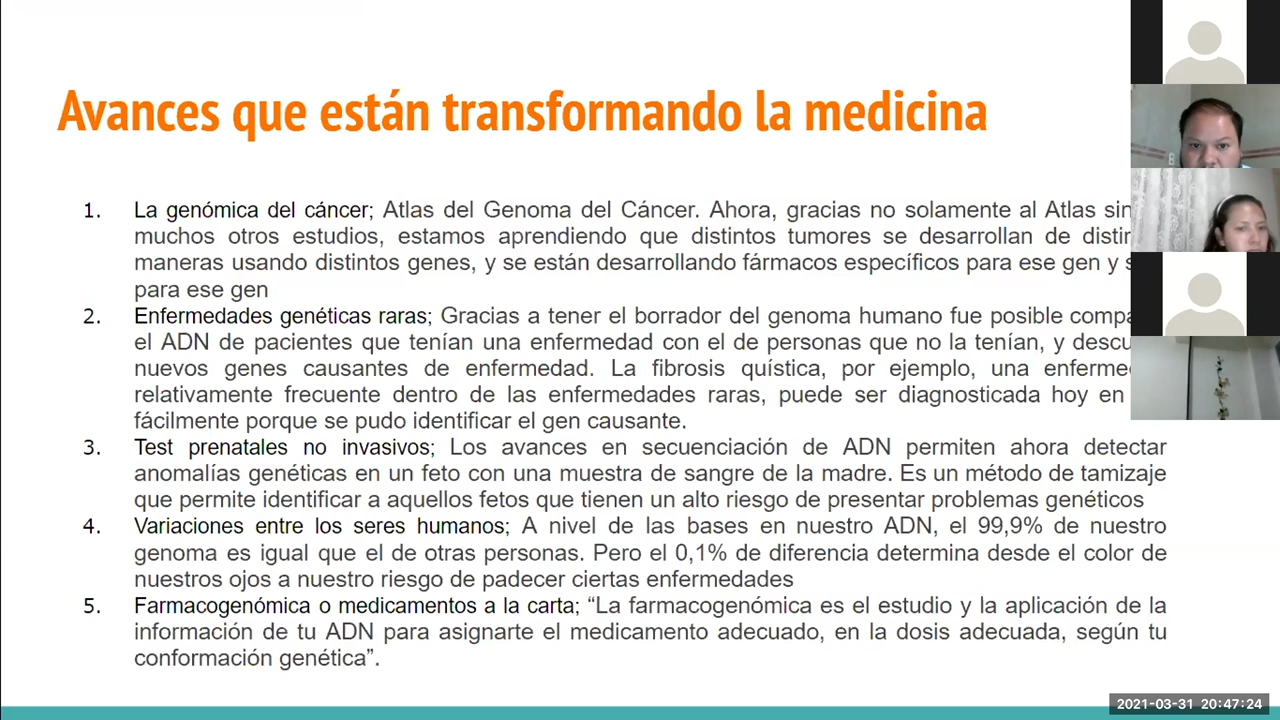 Avances que están transformando la medicina
1. La genómica del cáncer; Atlas del Genoma del Cáncer. Ahora, gracias no solamente al Atlas
muchos otros estudios, estamos aprendiendo que distintos tumores se desarrollan de
maneras usando distintos genes, y se están desarrollando fármacos específicos para ese gen y
para ese gen
2. Enfermedades genéticas raras; Gracias a tener el borrador del genoma humano fue posible
el ADN de pacientes que tenían una enfermedad con el de personas que no la tenían, y
nuevos genes causantes de enfermedad. La fibrosis quística, por ejemplo, una
relativamente frecuente dentro de las enfermedades raras, puede ser diagnosticada hoy en
fácilmente porque se pudo identificar el gen causante.
3. Test prenatales no invasivos; Los avances en secuenciación de ADN permiten ahora detectar
anomalías genéticas en un feto con una muestra de sangre de la madre. Es un método de tamizaje
que permite identificar a aquellos fetos que tienen un alto riesgo de presentar problemas genéticos
4. Variaciones entre los seres humanos; A nivel de las bases en nuestro ADN, el 99,9% de nuestro
genoma es igual que el de otras personas. Pero el 0,1% de diferencia determina desde el color de
nuestros ojos a nuestro riesgo de padecer ciertas enfermedades
5. Farmacogenómica o medicamentos a la carta; “La farmacogenómica es el estudio y la aplicación de la
información de tu ADN para asignarte el medicamento adecuado, en la dosis adecuada, según tu
conformación genética”.
2021-03-31 20:47:24